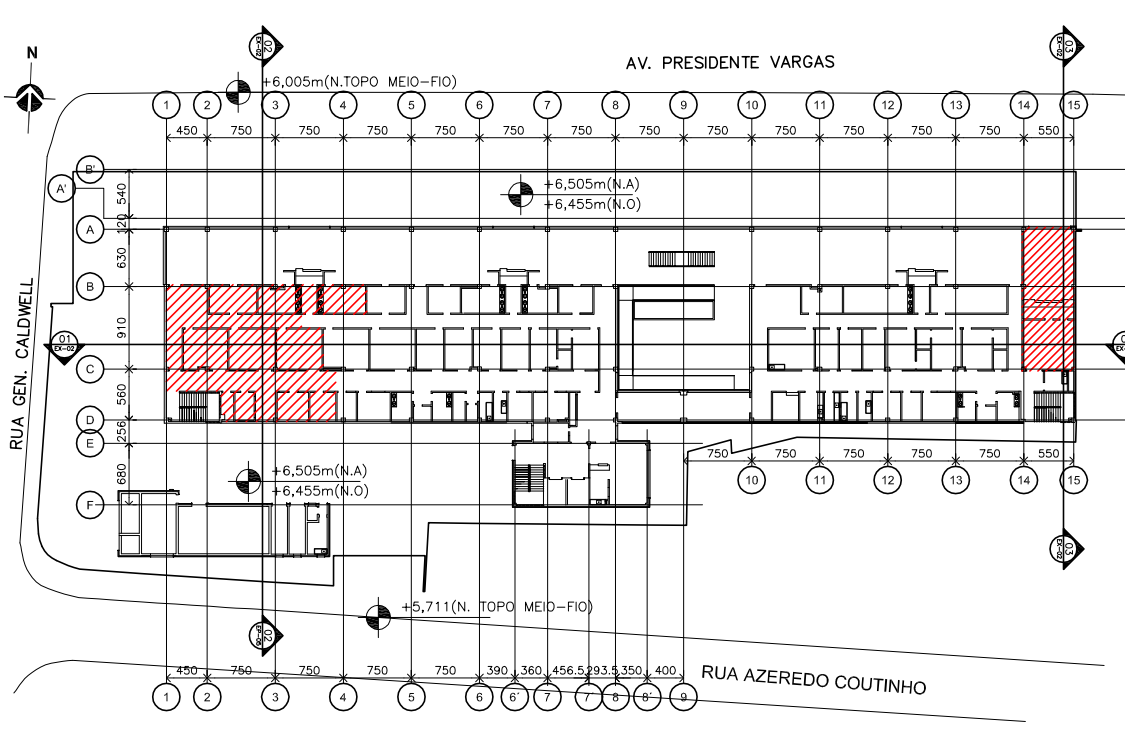 AV. PRESIDENTE VARGAS
N
02
EX-02
03
EX-02
+6,005m(N.TOPO MEIO-FIO)
1 2 3 4 5 6 7 8 9 10 11 12 13 14 15
450 750 750 750 750 750 750 750 750 750 750 750 750 550
B'
A'
540
+6,505m(N.A)
+6,455m(N.O)
120
A
630
B
RUA GEN. CALDWELL
910
01
EX-02
C
560
D
256
E
750 750 750 750 550
680
+6,505m(N.A)
+6,455m(N.O)
10 11 12 13 14 15
F
03
EX-02
+5,711(N. TOPO MEIO-FIO)
02
EP-05
450 750 750 750 750 390 360 456.5 293.5 350 400
RUA AZEREDO COUTINHO
1 2 3 4 5 6 6' 7 7' 8 8' 9